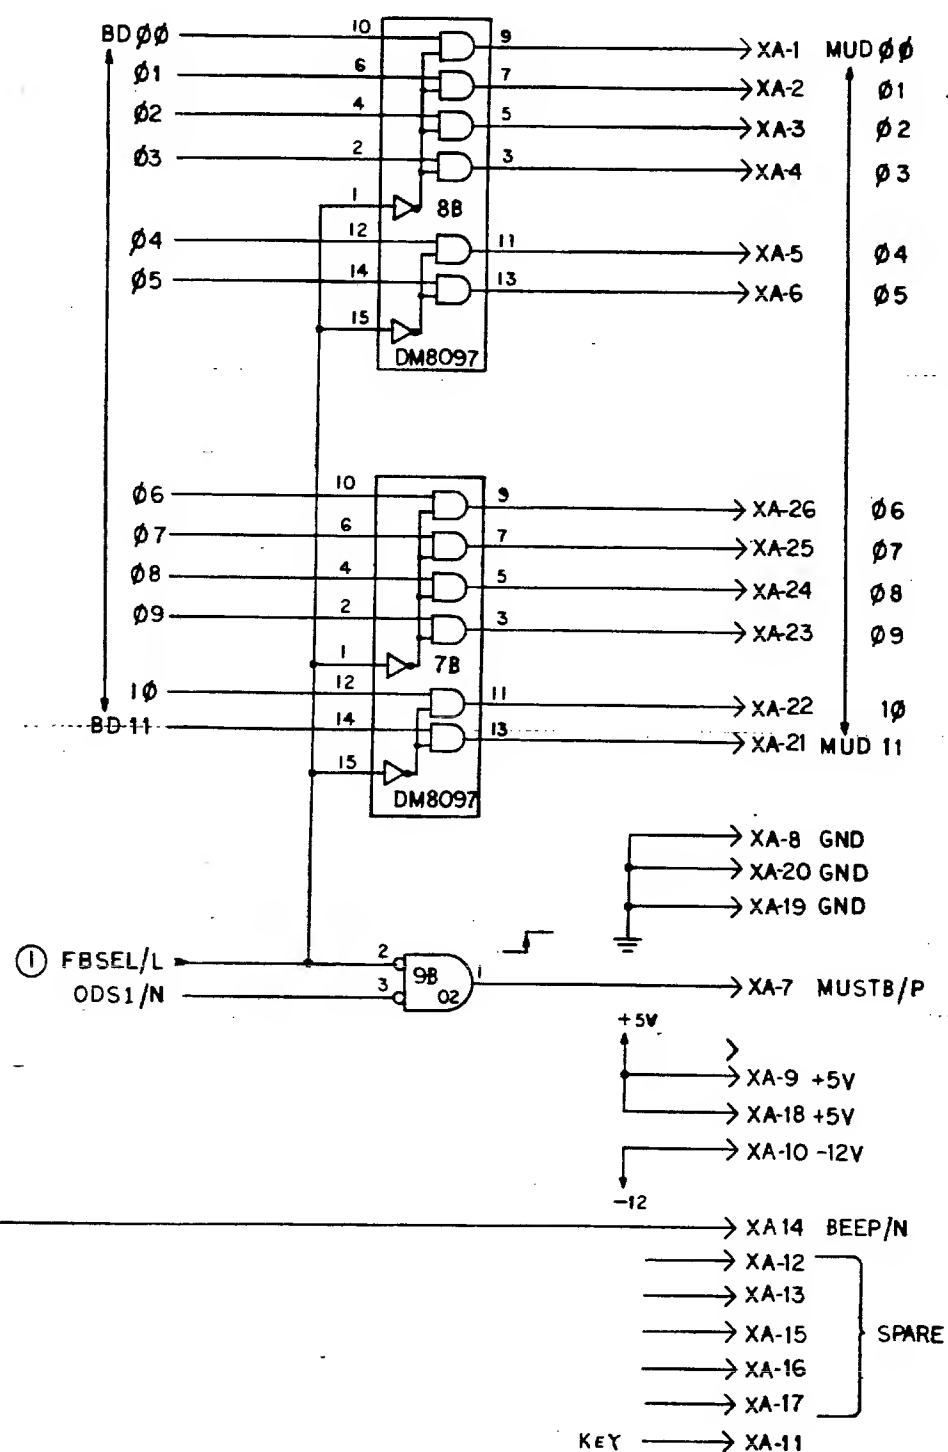 BD ØØ 10 9 XA-1 MUD ØØ
Ø1 6 7 XA-2 Ø1
Ø2 4 5 XA-3 Ø2
Ø3 2 3 XA-4 Ø3
1 8B
Ø4 12 11 XA-5 Ø4
Ø5 14 13 XA-6 Ø5
15
DM8097
Ø6 10 9 XA-26 Ø6
Ø7 6 7 XA-25 Ø7
Ø8 4 5 XA-24 Ø8
Ø9 2 3 XA-23 Ø9
1 7B
1Ø 12 11 XA-22 1Ø
BD 11 14 13 XA-21 MUD 11
15
DM8097
XA-8 GND
XA-20 GND
XA-19 GND
1 FBSEL/L 2 9B 1
ODS1/N 3 02 XA-7 MUSTB/P
+5V
XA-9 +5V
XA-18 +5V
XA-10 -12V
-12
XA14 BEEP/N
XA-12
XA-13
XA-15 SPARE
XA-16
XA-17
KEY XA-11